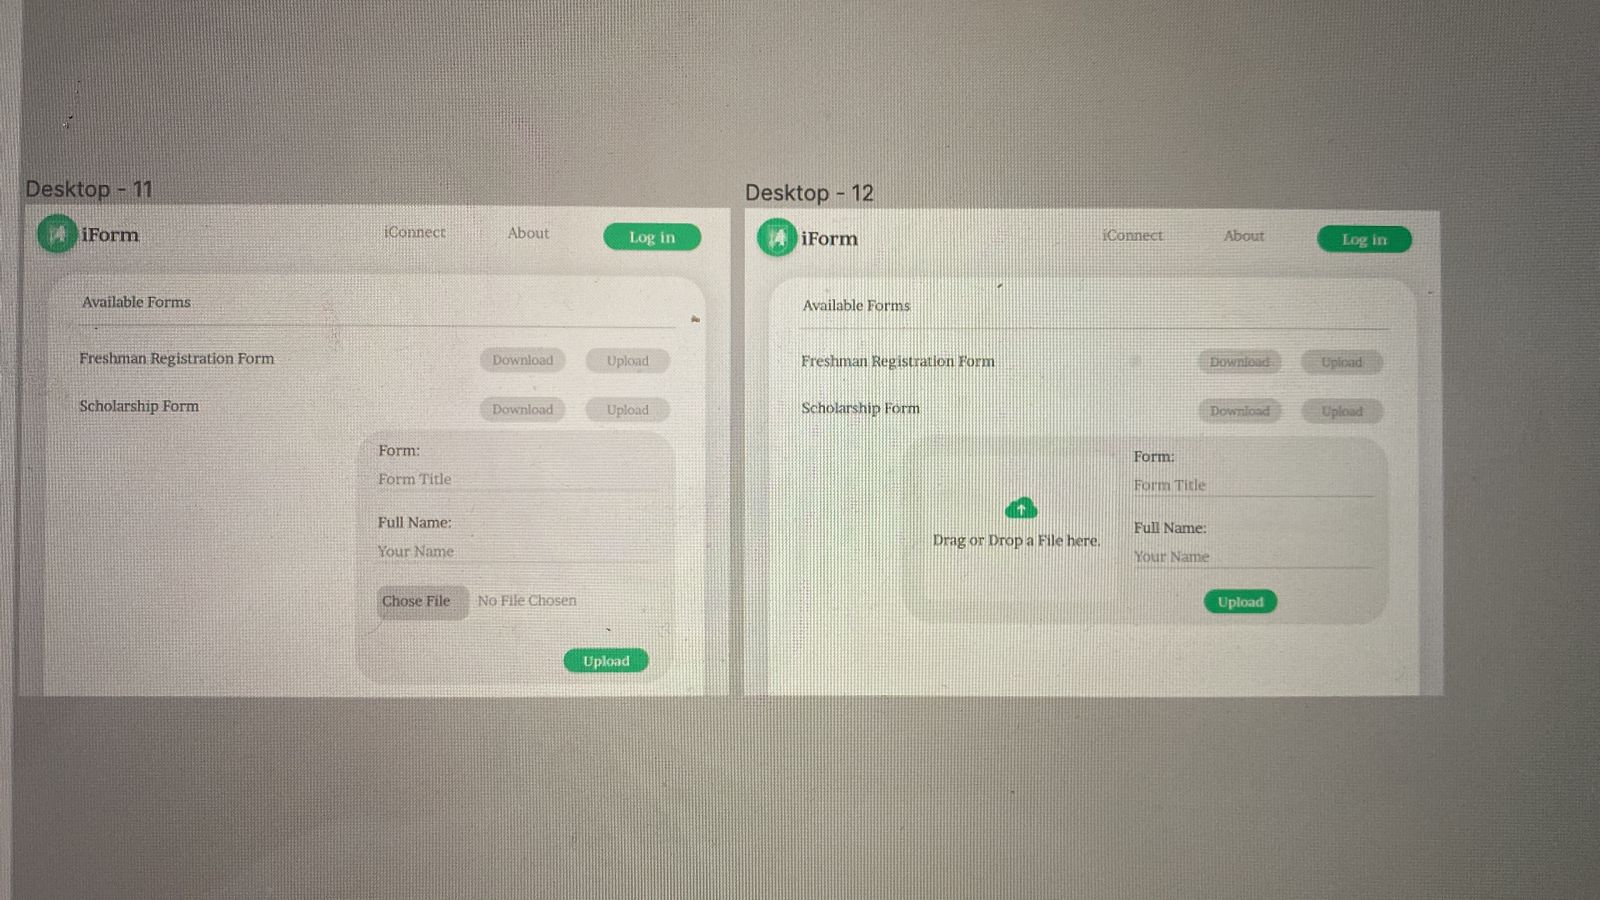 Desktop - 11
iForm
iConnect
About
Log in
Available Forms
Freshman Registration Form
Download
Upload
Scholarship Form
Download
Upload
Form:
Form Title
Full Name:
Your Name
Chose File
No File Chosen
Upload
Desktop - 12
iForm
iConnect
About
Log in
Available Forms
Freshman Registration Form
Download
Upload
Scholarship Form
Download
Upload
Drag or Drop a File here.
Form:
Form Title
Full Name:
Your Name
Upload